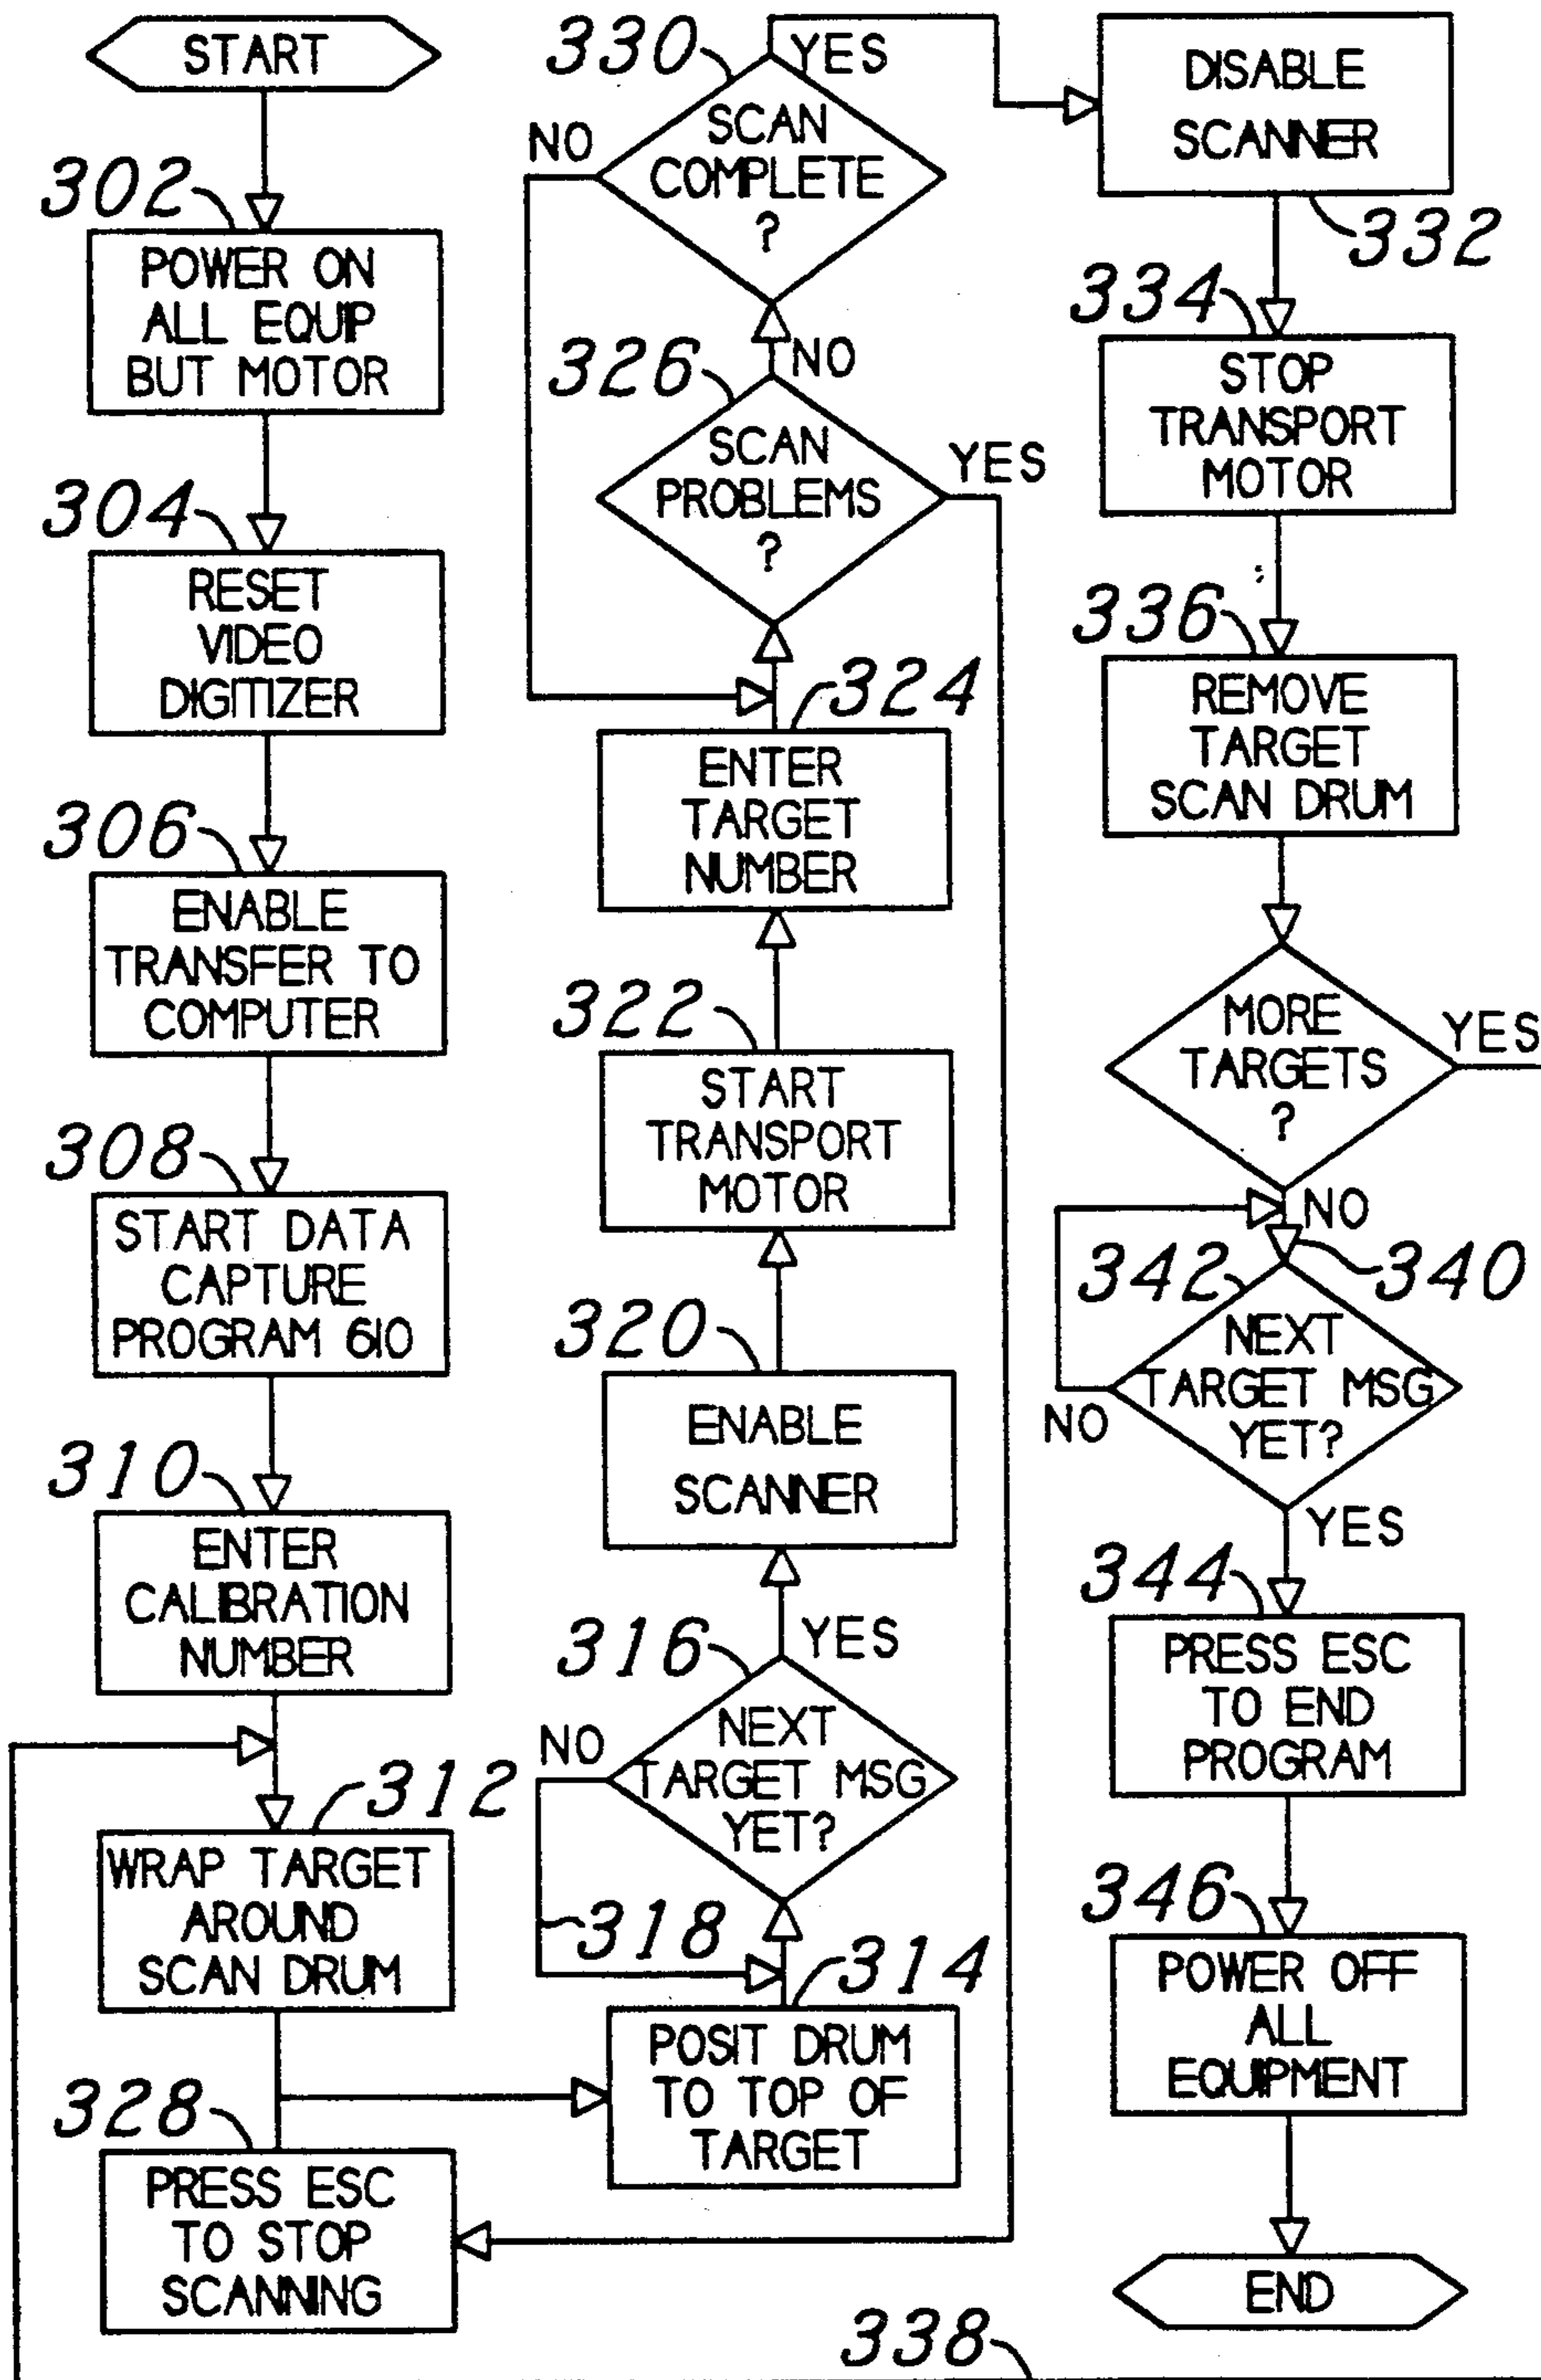 START
302
POWER ON
ALL EQUIP
BUT MOTOR
304
RESET
VIDEO
DIGITIZER
306
ENABLE
TRANSFER TO
COMPUTER
308
START DATA
CAPTURE
PROGRAM 610
310
ENTER
CALIBRATION
NUMBER
312
WRAP TARGET
AROUND
SCAN DRUM
328
PRESS ESC
TO STOP
SCANNING
330
YES
NO
SCAN
COMPLETE
?
326
NO
SCAN
PROBLEMS
?
YES
324
ENTER
TARGET
NUMBER
322
START
TRANSPORT
MOTOR
320
ENABLE
SCANNER
316
YES
NO
NEXT
TARGET MSG
YET?
318
314
POSIT DRUM
TO TOP OF
TARGET
DISABLE
SCANNER
332
334
STOP
TRANSPORT
MOTOR
336
REMOVE
TARGET
SCAN DRUM
MORE
TARGETS
?
YES
NO
340
342
NEXT
TARGET MSG
YET?
NO
YES
344
PRESS ESC
TO END
PROGRAM
346
POWER OFF
ALL
EQUIPMENT
END
338